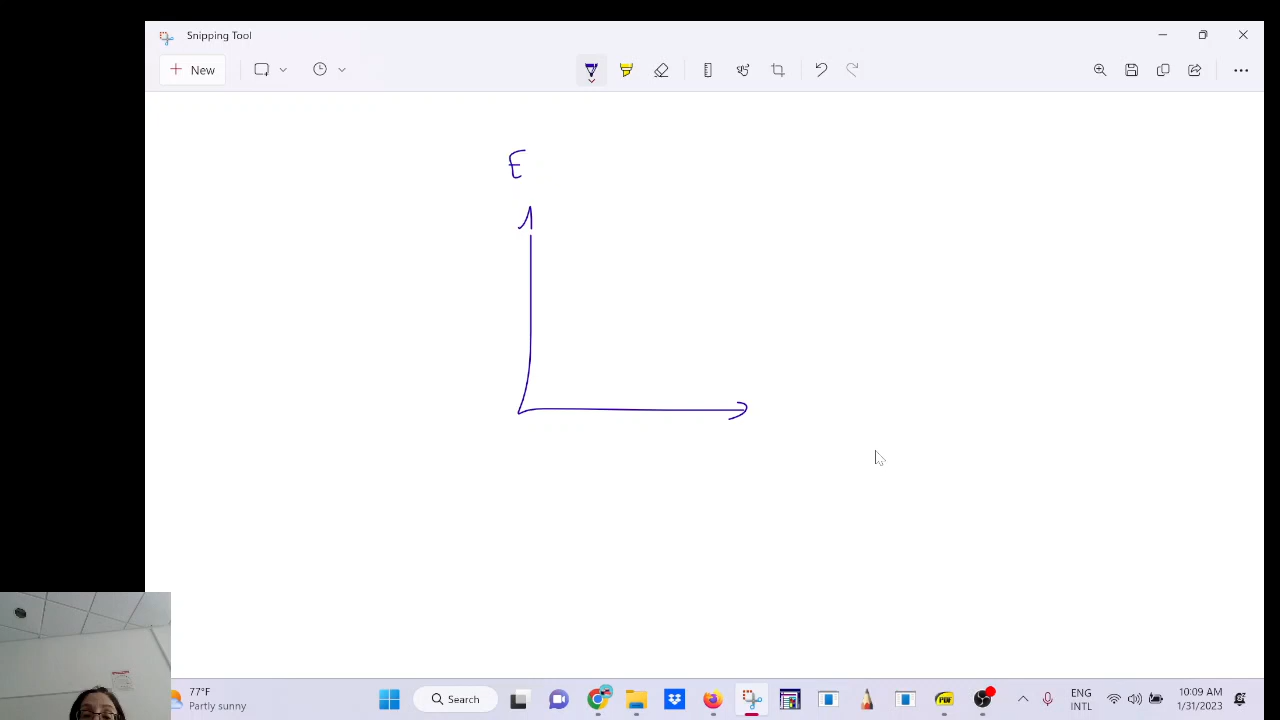 Snipping Tool
New
E
77°F
Partly sunny
Search
ENG
INTL
10:09 AM
1/31/2023